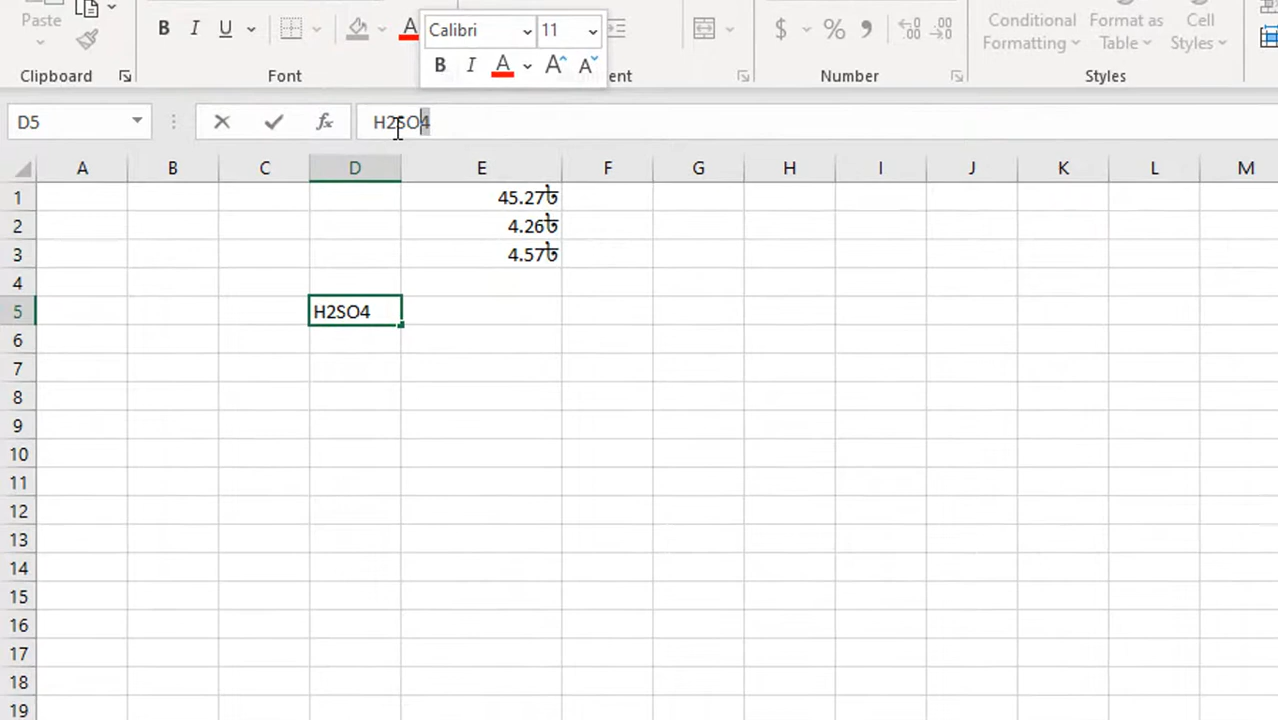 Paste
B I U
A
Calibri 11
B I A A A
ment
$ % 9
Conditional Formatting
Format as Table
Cell Styles
Clipboard
Font
Number
Styles
D5
fx
H2SO4
A B C D E F G H I J K L M
1 45.27৳
2 4.26৳
3 4.57৳
4
5 H2SO4
6
7
8
9
10
11
12
13
14
15
16
17
18
19